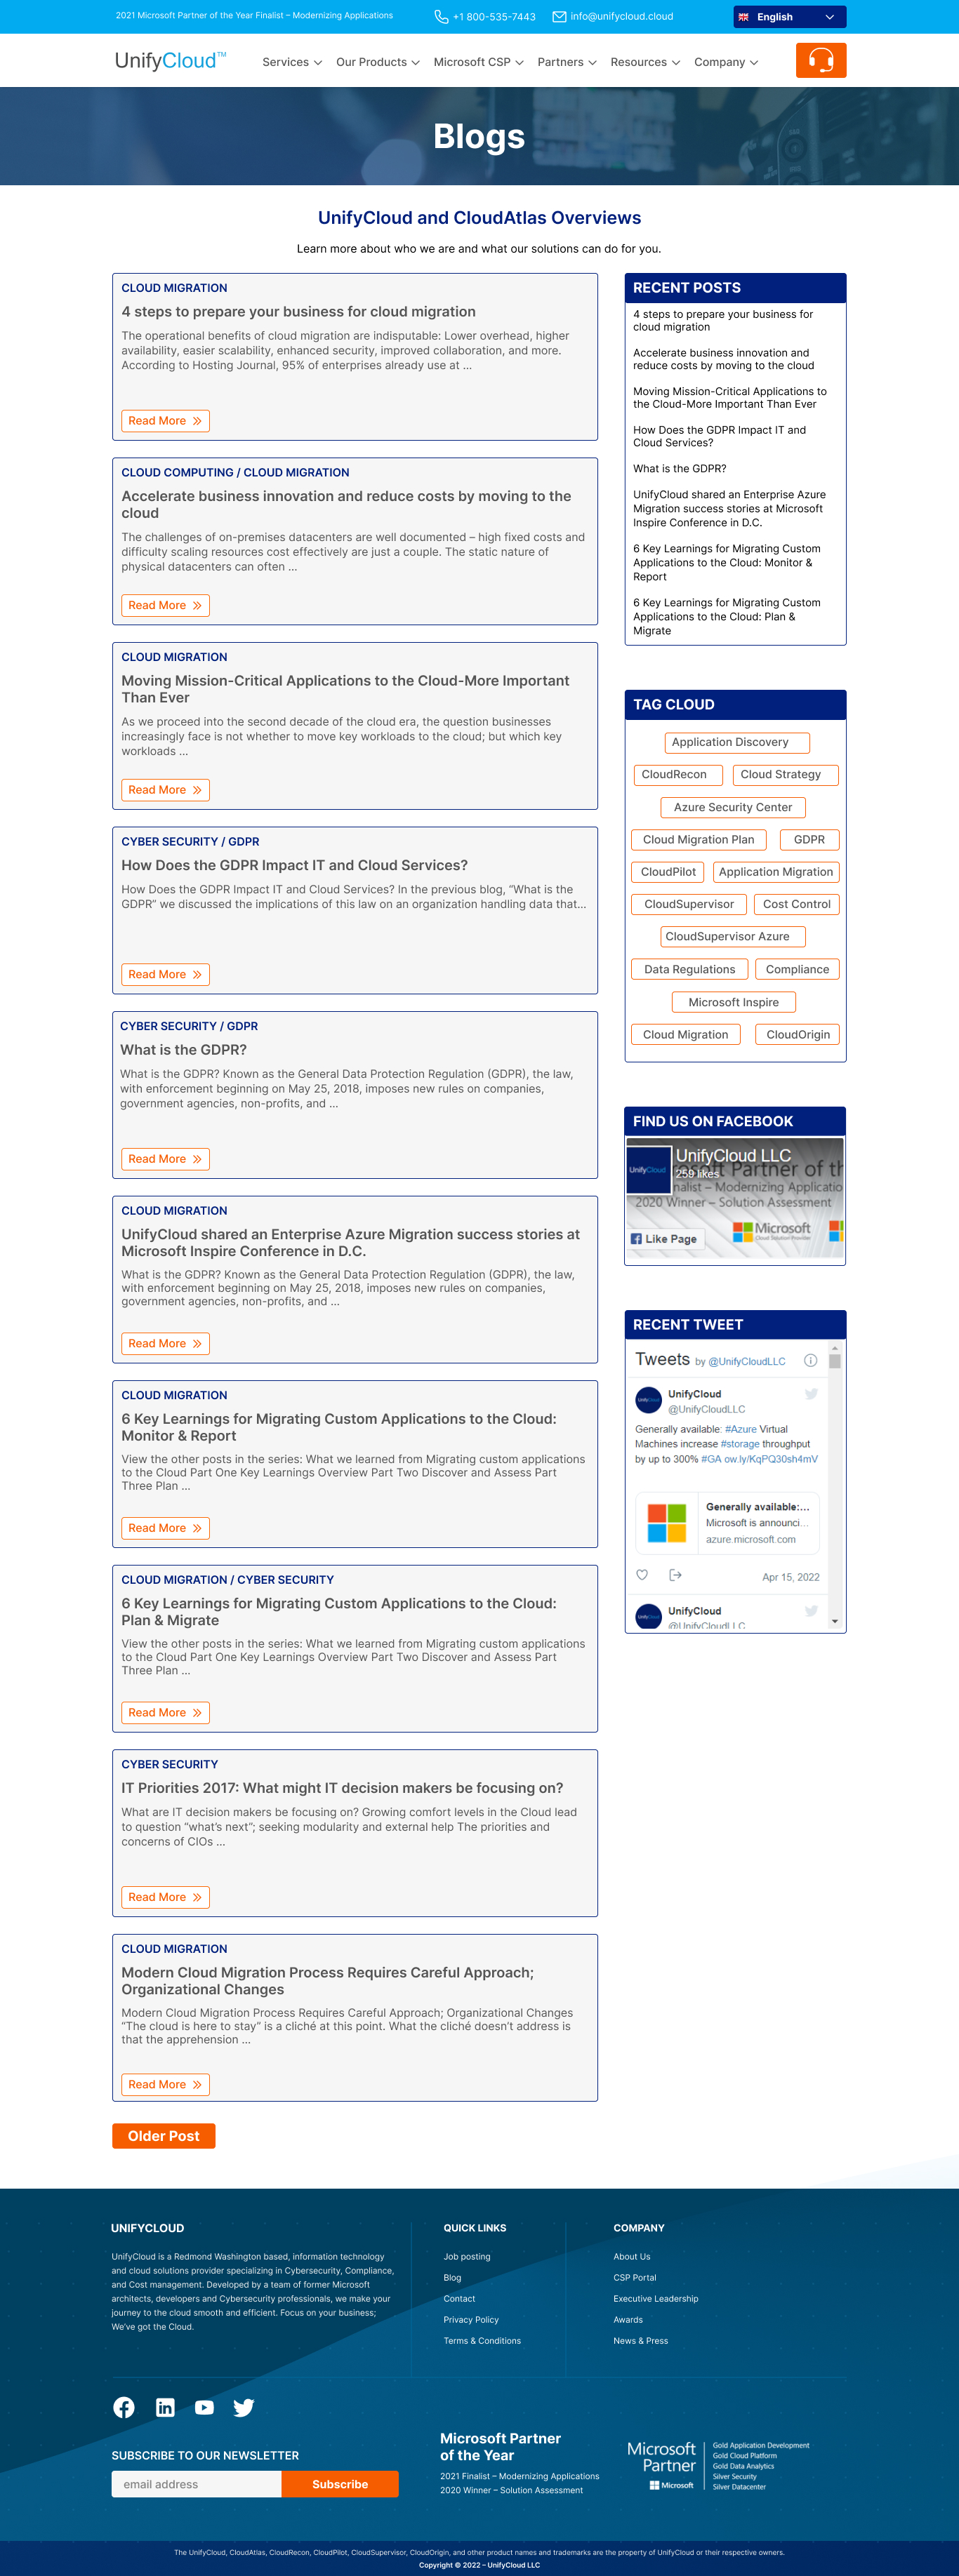 2021 Microsoft Partner of the Year Finalist – Modernizing Applications
+1 800-535-7443
info@unifycloud.cloud
English
UnifyCloud™
Services
Our Products
Microsoft CSP
Partners
Resources
Company
Blogs
UnifyCloud and CloudAtlas Overviews
Learn more about who we are and what our solutions can do for you.
CLOUD MIGRATION
4 steps to prepare your business for cloud migration
The operational benefits of cloud migration are indisputable: Lower overhead, higher
availability, easier scalability, enhanced security, improved collaboration, and more.
According to Hosting Journal, 95% of enterprises already use at ...
Read More
CLOUD COMPUTING / CLOUD MIGRATION
Accelerate business innovation and reduce costs by moving to the
cloud
The challenges of on-premises datacenters are well documented – high fixed costs and
difficulty scaling resources cost effectively are just a couple. The static nature of
physical datacenters can often ...
Read More
CLOUD MIGRATION
Moving Mission-Critical Applications to the Cloud-More Important
Than Ever
As we proceed into the second decade of the cloud era, the question businesses
increasingly face is not whether to move key workloads to the cloud; but which key
workloads ...
Read More
CYBER SECURITY / GDPR
How Does the GDPR Impact IT and Cloud Services?
How Does the GDPR Impact IT and Cloud Services? In the previous blog, “What is the
GDPR” we discussed the implications of this law on an organization handling data that...
Read More
CYBER SECURITY / GDPR
What is the GDPR?
What is the GDPR? Known as the General Data Protection Regulation (GDPR), the law,
with enforcement beginning on May 25, 2018, imposes new rules on companies,
government agencies, non-profits, and ...
Read More
CLOUD MIGRATION
UnifyCloud shared an Enterprise Azure Migration success stories at
Microsoft Inspire Conference in D.C.
What is the GDPR? Known as the General Data Protection Regulation (GDPR), the law,
with enforcement beginning on May 25, 2018, imposes new rules on companies,
government agencies, non-profits, and ...
Read More
CLOUD MIGRATION
6 Key Learnings for Migrating Custom Applications to the Cloud:
Monitor & Report
View the other posts in the series: What we learned from Migrating custom applications
to the Cloud Part One Key Learnings Overview Part Two Discover and Assess Part
Three Plan ...
Read More
CLOUD MIGRATION / CYBER SECURITY
6 Key Learnings for Migrating Custom Applications to the Cloud:
Plan & Migrate
View the other posts in the series: What we learned from Migrating custom applications
to the Cloud Part One Key Learnings Overview Part Two Discover and Assess Part
Three Plan ...
Read More
CYBER SECURITY
IT Priorities 2017: What might IT decision makers be focusing on?
What are IT decision makers be focusing on? Growing comfort levels in the Cloud lead
to question “what’s next”; seeking modularity and external help The priorities and
concerns of CIOs ...
Read More
CLOUD MIGRATION
Modern Cloud Migration Process Requires Careful Approach;
Organizational Changes
Modern Cloud Migration Process Requires Careful Approach; Organizational Changes
“The cloud is here to stay” is a cliché at this point. What the cliché doesn’t address is
that the apprehension ...
Read More
Older Post
RECENT POSTS
4 steps to prepare your business for
cloud migration
Accelerate business innovation and
reduce costs by moving to the cloud
Moving Mission-Critical Applications to
the Cloud-More Important Than Ever
How Does the GDPR Impact IT and
Cloud Services?
What is the GDPR?
UnifyCloud shared an Enterprise Azure
Migration success stories at Microsoft
Inspire Conference in D.C.
6 Key Learnings for Migrating Custom
Applications to the Cloud: Monitor &
Report
6 Key Learnings for Migrating Custom
Applications to the Cloud: Plan &
Migrate
TAG CLOUD
Application Discovery
CloudRecon
Cloud Strategy
Azure Security Center
Cloud Migration Plan
GDPR
CloudPilot
Application Migration
CloudSupervisor
Cost Control
CloudSupervisor Azure
Data Regulations
Compliance
Microsoft Inspire
Cloud Migration
CloudOrigin
FIND US ON FACEBOOK
UnifyCloud LLC
UnifyCloud
rosoft Partner of th
259 likes
nalist – Modernizing Applicatio
2020 Winner – Solution Assessment
Like Page
Microsoft
Cloud Solution Provider
RECENT TWEET
Tweets by @UnifyCloudLLC
UnifyCloud
@UnifyCloudLLC
Generally available: #Azure Virtual
Machines increase #storage throughput
by up to 300% #GA ow.ly/KqPQ30sh4mV
Generally available:...
Microsoft is announci...
azure.microsoft.com
Apr 15, 2022
UnifyCloud
@UnifyCloudLLC
UNIFYCLOUD
UnifyCloud is a Redmond Washington based, information technology
and cloud solutions provider specializing in Cybersecurity, Compliance,
and Cost management. Developed by a team of former Microsoft
architects, developers and Cybersecurity professionals, we make your
journey to the cloud smooth and efficient. Focus on your business;
We’ve got the Cloud.
QUICK LINKS
Job posting
Blog
Contact
Privacy Policy
Terms & Conditions
COMPANY
About Us
CSP Portal
Executive Leadership
Awards
News & Press
SUBSCRIBE TO OUR NEWSLETTER
email address
Subscribe
Microsoft Partner
of the Year
2021 Finalist – Modernizing Applications
2020 Winner – Solution Assessment
Microsoft
Partner
Microsoft
Gold Application Development
Gold Cloud Platform
Gold Data Analytics
Silver Security
Silver Datacenter
The UnifyCloud, CloudAtlas, CloudRecon, CloudPilot, CloudSupervisor, CloudOrigin, and other product names and trademarks are the property of UnifyCloud or their respective owners.
Copyright © 2022 – UnifyCloud LLC